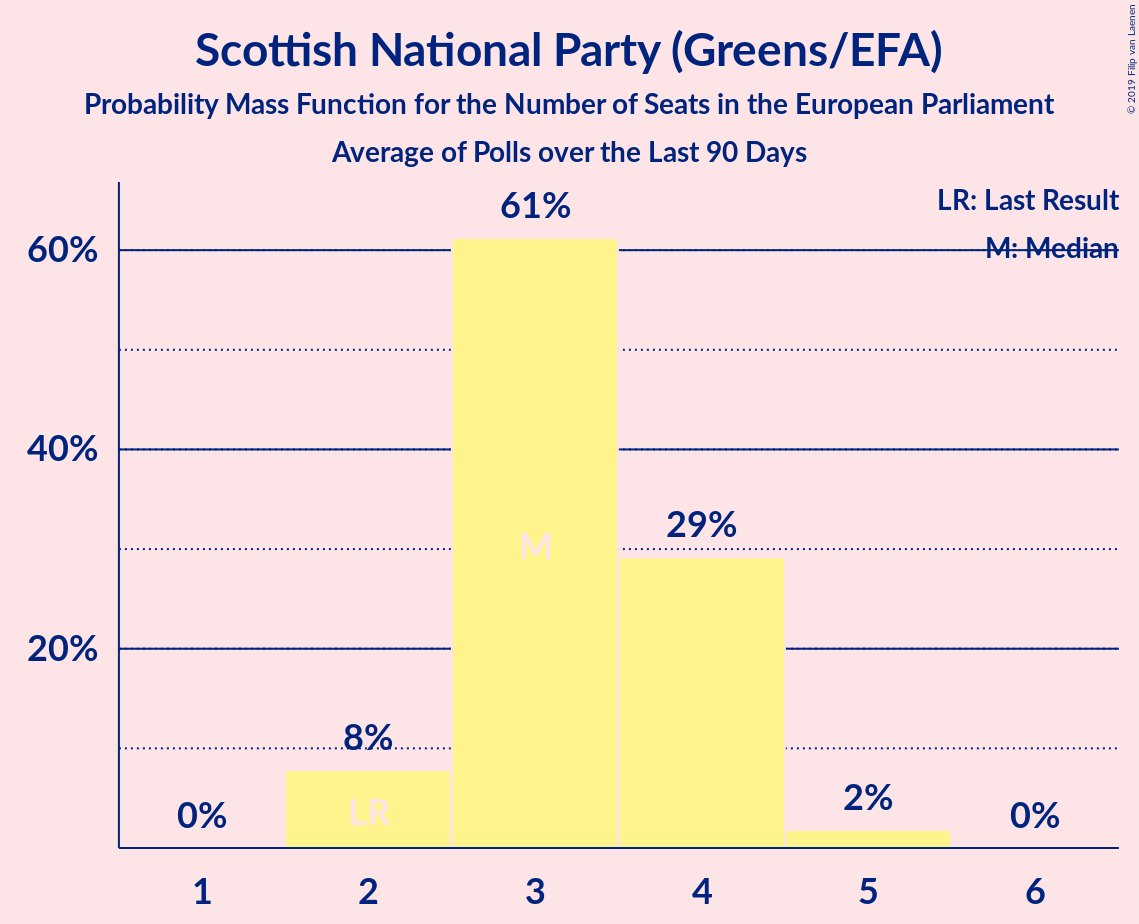 Scottish National Party (Greens/EFA)
Probability Mass Function for the Number of Seats in the European Parliament
Average of Polls over the Last 90 Days
© 2019 Filip van Laenen
LR: Last Result
M: Median
60%
40%
20%
0%
8%
61%
29%
2%
0%
LR
M
1
2
3
4
5
6